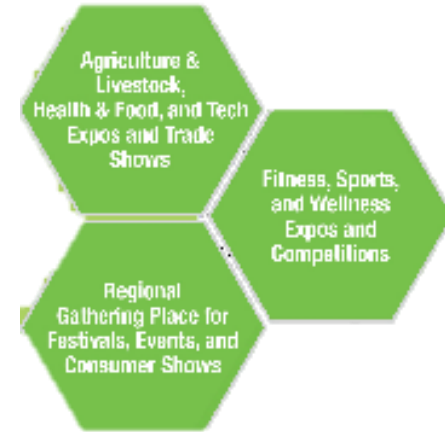 Agriculture &
Livestock,
Health & Food, and Tech
Expos and Trade
Shows
Fitness, Sports,
and Wellness
Expos and
Competitions
Regional
Gathering Place for
Festivals, Events, and
Consumer Shows